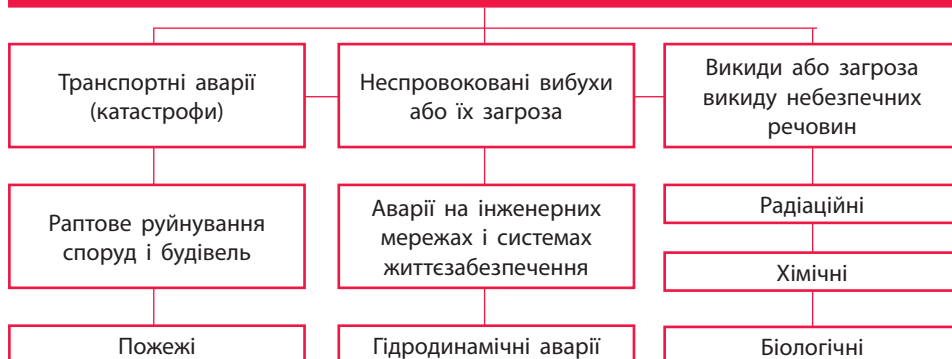 Транспортні аварії
(катастрофи)
Неспровоковані вибухи
або їх загроза
Викиди або загроза
викиду небезпечних
речовин
Раптове руйнування
споруд і будівель
Аварії на інженерних
мережах і системах
життєзабезпечення
Радіаційні
Хімічні
Пожежі
Гідродинамічні аварії
Біологічні